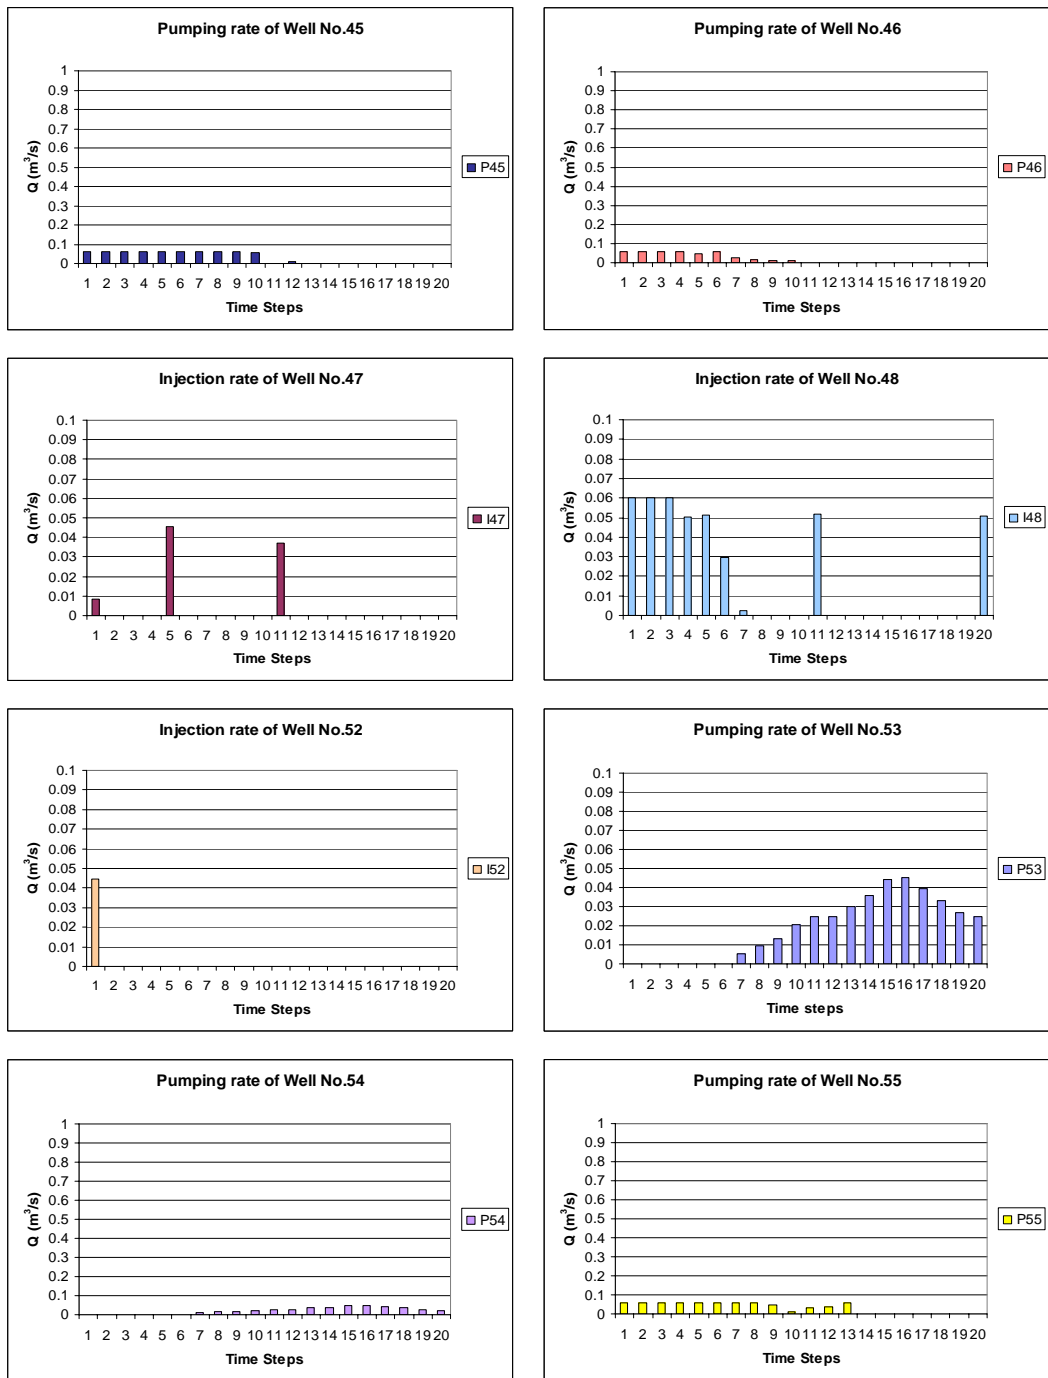 Pumping rate of Well No.45
1
0.9
0.8
0.7
0.6
0.5
0.4
0.3
0.2
0.1
0
Q (m³/s)
P45
1 2 3 4 5 6 7 8 9 10 11 12 13 14 15 16 17 18 19 20
Time Steps
Pumping rate of Well No.46
1
0.9
0.8
0.7
0.6
0.5
0.4
0.3
0.2
0.1
0
Q (m³/s)
P46
1 2 3 4 5 6 7 8 9 10 11 12 13 14 15 16 17 18 19 20
Time Steps
Injection rate of Well No.47
0.1
0.09
0.08
0.07
0.06
0.05
0.04
0.03
0.02
0.01
0
Q (m³/s)
I47
1 2 3 4 5 6 7 8 9 10 11 12 13 14 15 16 17 18 19 20
Time Steps
Injection rate of Well No.48
0.1
0.09
0.08
0.07
0.06
0.05
0.04
0.03
0.02
0.01
0
Q (m³/s)
I48
1 2 3 4 5 6 7 8 9 10 11 12 13 14 15 16 17 18 19 20
Time Steps
Injection rate of Well No.52
0.1
0.09
0.08
0.07
0.06
0.05
0.04
0.03
0.02
0.01
0
Q (m³/s)
I52
1 2 3 4 5 6 7 8 9 10 11 12 13 14 15 16 17 18 19 20
Time Steps
Pumping rate of Well No.53
0.1
0.09
0.08
0.07
0.06
0.05
0.04
0.03
0.02
0.01
0
Q (m³/s)
P53
1 2 3 4 5 6 7 8 9 10 11 12 13 14 15 16 17 18 19 20
Time steps
Pumping rate of Well No.54
1
0.9
0.8
0.7
0.6
0.5
0.4
0.3
0.2
0.1
0
Q (m³/s)
P54
1 2 3 4 5 6 7 8 9 10 11 12 13 14 15 16 17 18 19 20
Time Steps
Pumping rate of Well No.55
1
0.9
0.8
0.7
0.6
0.5
0.4
0.3
0.2
0.1
0
Q (m³/s)
P55
1 2 3 4 5 6 7 8 9 10 11 12 13 14 15 16 17 18 19 20
Time Steps